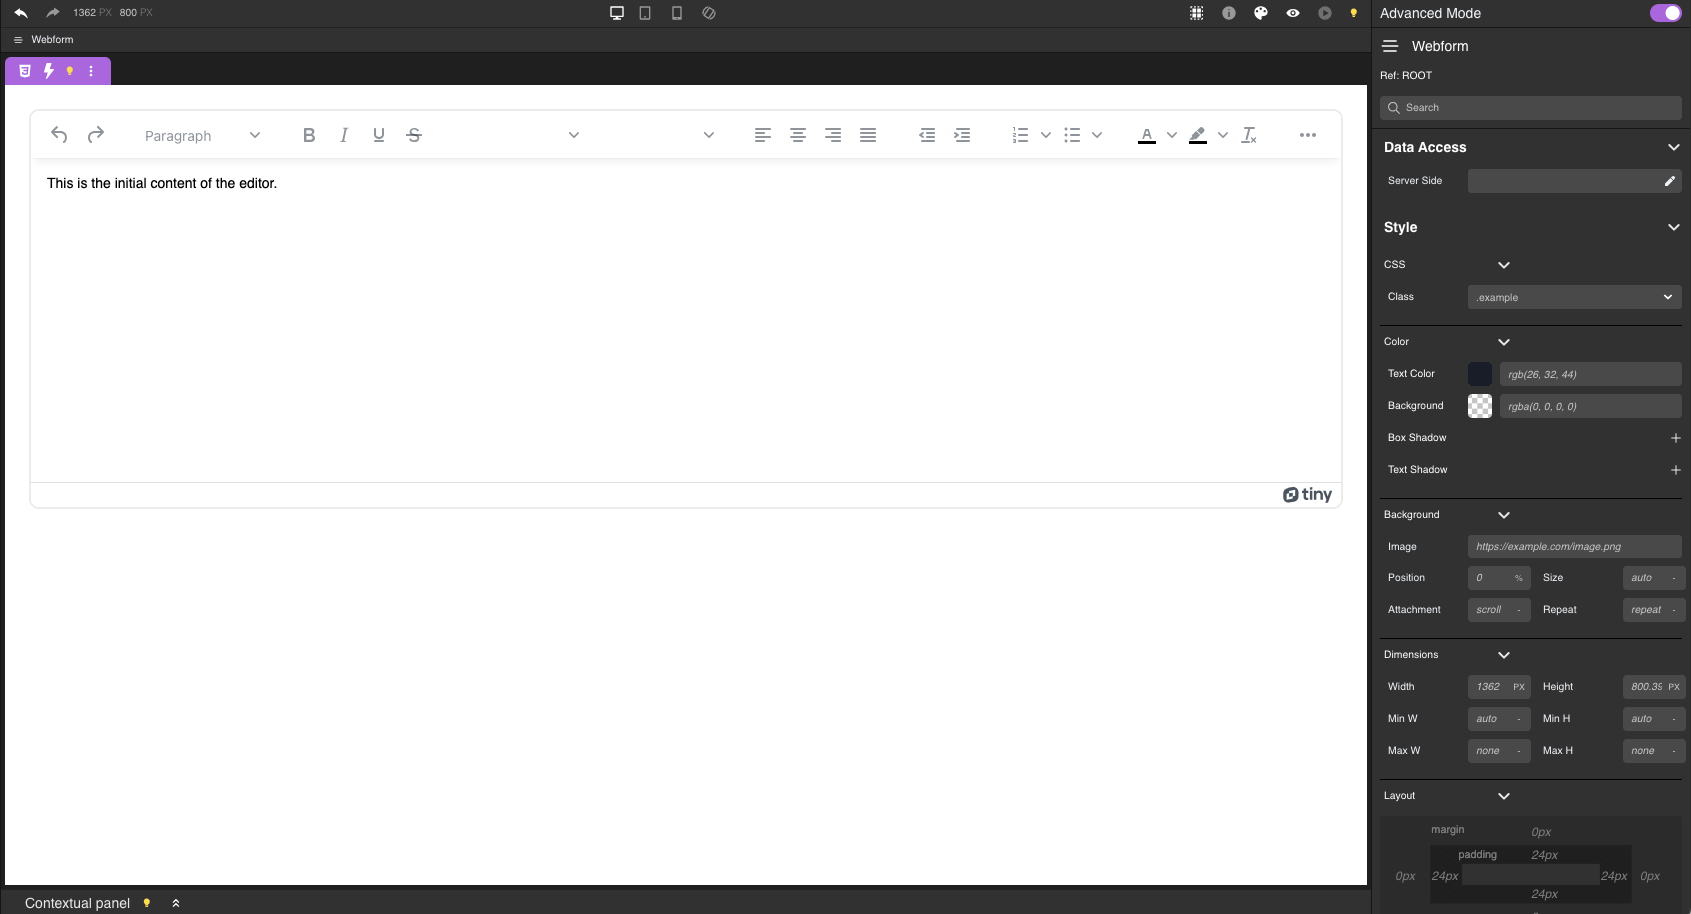 1362 PX 800 PX
Advanced Mode
Webform
Webform
Ref: ROOT
Search
Paragraph B I U S A
Data Access
Server Side
This is the initial content of the editor.
Style
CSS
Class .example
Color
Text Color rgb(26, 32, 44)
Background rgba(0, 0, 0, 0)
Box Shadow
Text Shadow
tiny
Background
Image https://example.com/image.png
Position 0 % Size auto -
Attachment scroll - Repeat repeat -
Dimensions
Width 1362 PX Height 800.39 PX
Min W auto - Min H auto -
Max W none - Max H none -
Layout
margin 0px
padding 24px
0px 24px 24px 0px
24px
Contextual panel